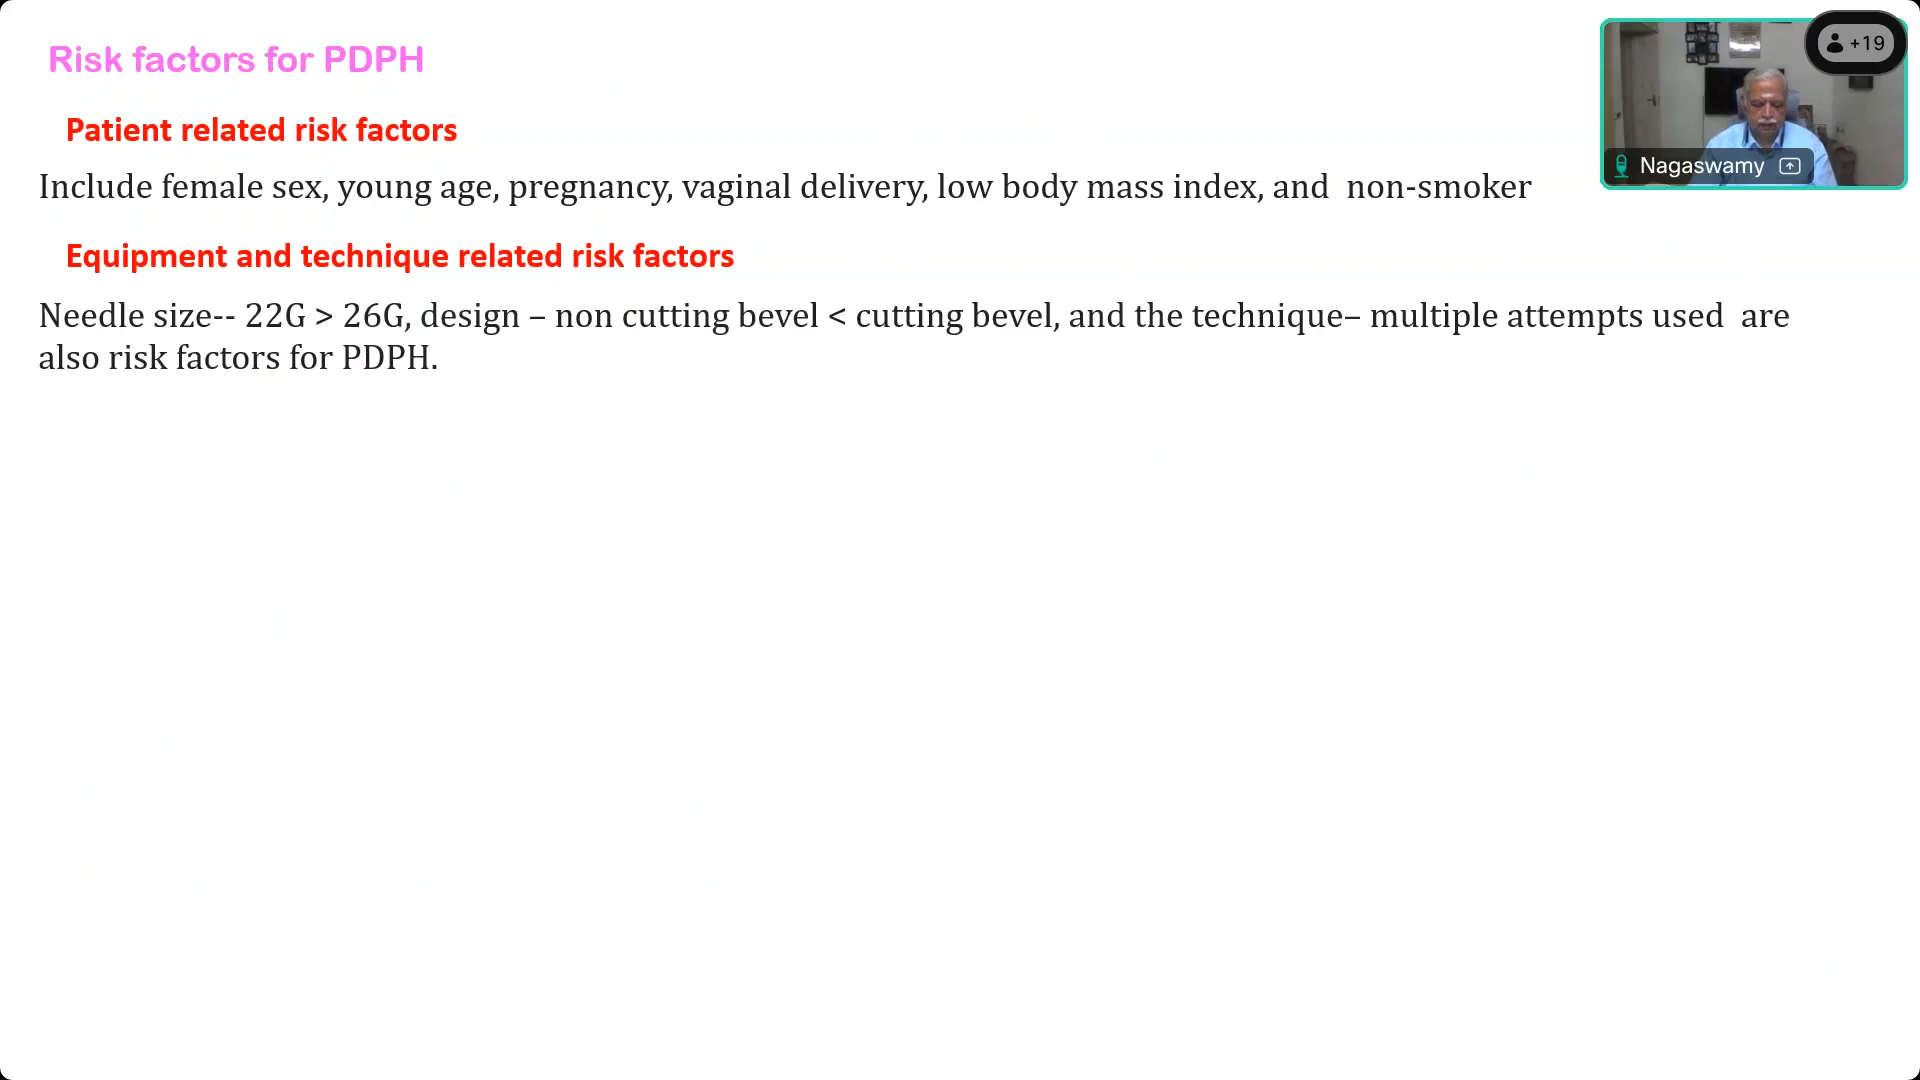 Risk factors for PDPH
+19
Patient related risk factors
Nagaswamy
Include female sex, young age, pregnancy, vaginal delivery, low body mass index, and non-smoker
Equipment and technique related risk factors
Needle size-- 22G > 26G, design – non cutting bevel < cutting bevel, and the technique– multiple attempts used are
also risk factors for PDPH.